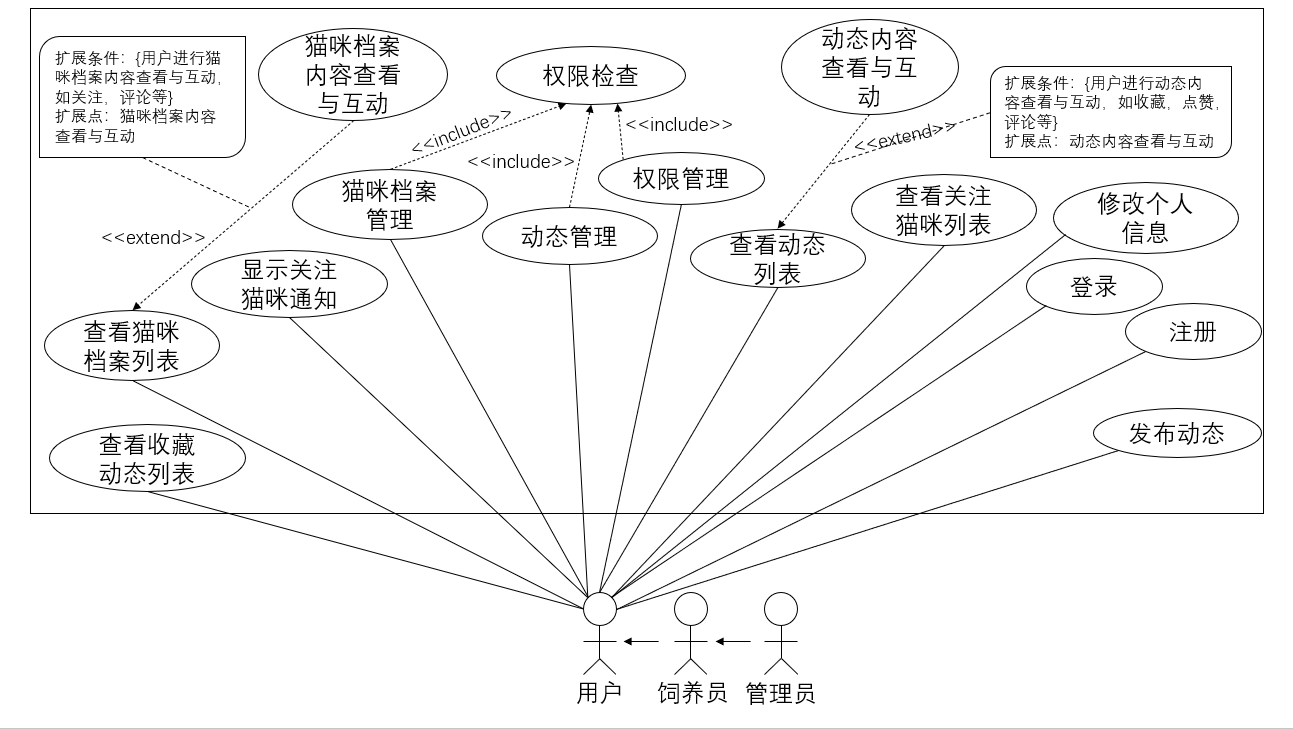 扩展条件：{用户进行猫
咪档案内容查看与互动，
如关注，评论等}
扩展点：猫咪档案内容
查看与互动
猫咪档案
内容查看
与互动
权限检查
动态内容
查看与互
动
扩展条件：{用户进行动态内
容查看与互动，如收藏，点赞，
评论等}
扩展点：动态内容查看与互动
<<include>>
<<include>>
<<include>>
<<extend>>
猫咪档案
管理
动态管理
权限管理
查看动态
列表
查看关注
猫咪列表
修改个人
信息
<<extend>>
显示关注
猫咪通知
登录
查看猫咪
档案列表
注册
查看收藏
动态列表
发布动态
用户
饲养员
管理员